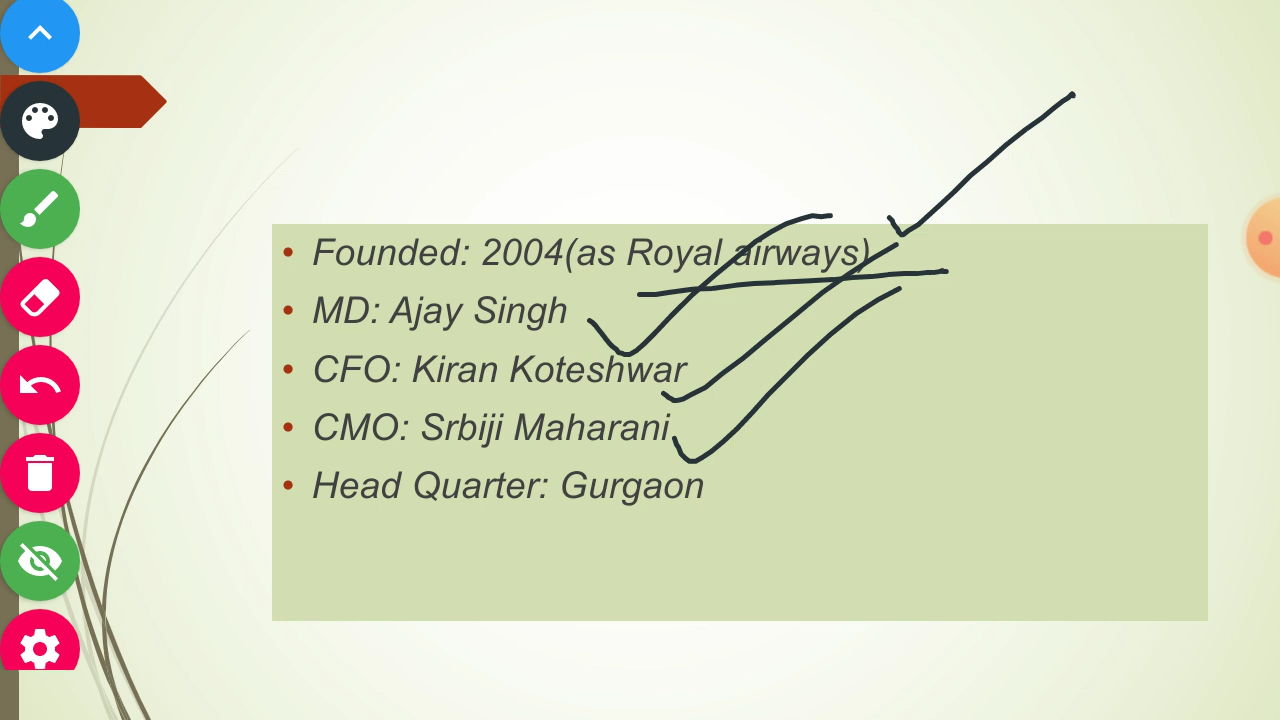 Founded: 2004(as Royal airways)
MD: Ajay Singh
CFO: Kiran Koteshwar
CMO: Srbiji Maharani
Head Quarter: Gurgaon